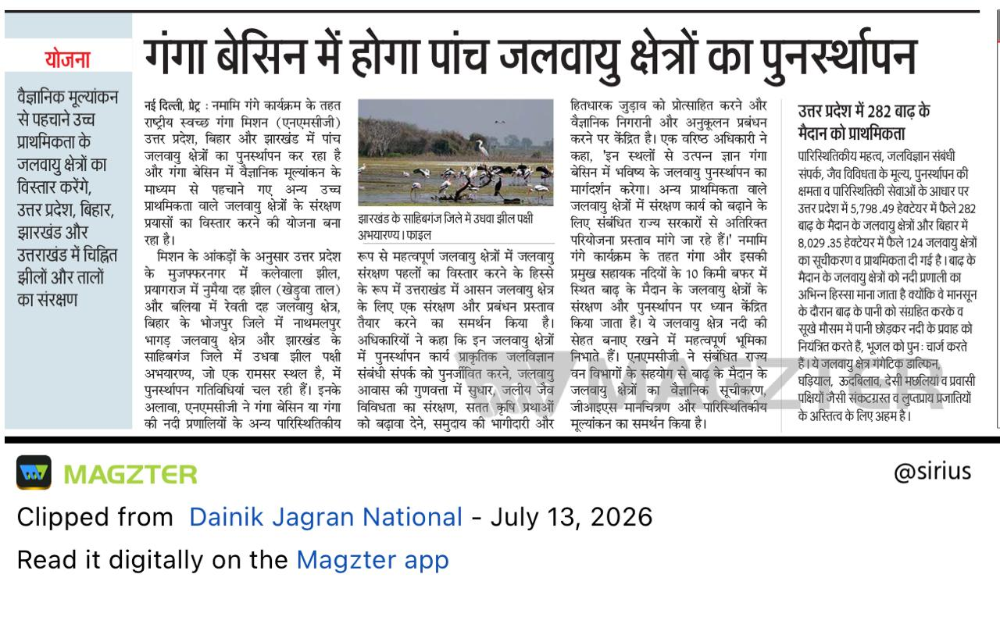 योजना
वैज्ञानिक मूल्यांकन
से पहचाने उच्च
प्राथमिकता के
जलवायु क्षेत्रों का
विस्तार करेंगे,
उत्तर प्रदेश, बिहार,
झारखंड और
उत्तराखंड में चिह्नित
झीलों और तालों
का संरक्षण
गंगा बेसिन में होगा पांच जलवायु क्षेत्रों का पुनर्स्थापन
नई दिल्ली, प्रेट्र : नमामि गंगे कार्यक्रम के तहत
राष्ट्रीय स्वच्छ गंगा मिशन (एनएमसीजी)
उत्तर प्रदेश, बिहार और झारखंड में पांच
जलवायु क्षेत्रों का पुनर्स्थापन कर रहा है
और गंगा बेसिन में वैज्ञानिक मूल्यांकन के
माध्यम से पहचाने गए अन्य उच्च
प्राथमिकता वाले जलवायु क्षेत्रों के संरक्षण
प्रयासों का विस्तार करने की योजना बना
रहा है।
मिशन के आंकड़ों के अनुसार उत्तर प्रदेश
के मुजफ्फरनगर में कलेवाला झील,
प्रयागराज में नुमैया दह झील (खेडुवा ताल)
और बलिया में रेवती दह जलवायु क्षेत्र,
बिहार के भोजपुर जिले में नाथमलपुर
भागड़ जलवायु क्षेत्र और झारखंड के
साहिबगंज जिले में उधवा झील पक्षी
अभयारण्य, जो एक रामसर स्थल है, में
पुनर्स्थापन गतिविधियां चल रही हैं। इनके
अलावा, एनएमसीजी ने गंगा बेसिन या गंगा
की नदी प्रणालियों के अन्य पारिस्थितिकीय
झारखंड के साहिबगंज जिले में उधवा झील पक्षी
अभयारण्य। फाइल
रूप से महत्वपूर्ण जलवायु क्षेत्रों में जलवायु
संरक्षण पहलों का विस्तार करने के हिस्से
के रूप में उत्तराखंड में आसन जलवायु क्षेत्र
के लिए एक संरक्षण और प्रबंधन प्रस्ताव
तैयार करने का समर्थन किया है।
अधिकारियों ने कहा कि इन जलवायु क्षेत्रों
में पुनर्स्थापन कार्य प्राकृतिक जलविज्ञान
संबंधी संपर्क को पुनर्जीवित करने, जलवायु
आवास की गुणवत्ता में सुधार, जलीय जैव
विविधता का संरक्षण, सतत कृषि प्रथाओं
को बढ़ावा देने, समुदाय की भागीदारी और
हितधारक जुड़ाव को प्रोत्साहित करने और
वैज्ञानिक निगरानी और अनुकूलन प्रबंधन
करने पर केंद्रित है। एक वरिष्ठ अधिकारी ने
कहा, 'इन स्थलों से उत्पन्न ज्ञान गंगा
बेसिन में भविष्य के जलवायु पुनर्स्थापन का
मार्गदर्शन करेगा। अन्य प्राथमिकता वाले
जलवायु क्षेत्रों में संरक्षण कार्य को बढ़ाने के
लिए संबंधित राज्य सरकारों से अतिरिक्त
परियोजना प्रस्ताव मांगे जा रहे हैं।' नमामि
गंगे कार्यक्रम के तहत गंगा और इसकी
प्रमुख सहायक नदियों के 10 किमी बफर में
स्थित बाढ़ के मैदान के जलवायु क्षेत्रों के
संरक्षण और पुनर्स्थापन पर ध्यान केंद्रित
किया जाता है। ये जलवायु क्षेत्र नदी की
सेहत बनाए रखने में महत्वपूर्ण भूमिका
निभाते हैं। एनएमसीजी ने संबंधित राज्य
वन विभागों के सहयोग से बाढ़ के मैदान के
जलवायु क्षेत्रों का वैज्ञानिक सूचीकरण,
जीआइएस मानचित्रण और पारिस्थितिकीय
मूल्यांकन का समर्थन किया है।
उत्तर प्रदेश में 282 बाढ़ के
मैदान को प्राथमिकता
पारिस्थितिकीय महत्व, जलविज्ञान संबंधी
संपर्क, जैव विविधता के मूल्य, पुनर्स्थापन की
क्षमता व पारिस्थितिकी सेवाओं के आधार पर
उत्तर प्रदेश में 5,798.49 हेक्टेयर में फैले 282
बाढ़ के मैदान के जलवायु क्षेत्रों और बिहार में
8,029.35 हेक्टेयर में फैले 124 जलवायु क्षेत्रों
का सूचीकरण व प्राथमिकता दी गई है। बाढ़ के
मैदान के जलवायु क्षेत्रों को नदी प्रणाली का
अभिन्न हिस्सा माना जाता है क्योंकि वे मानसून
के दौरान बाढ़ के पानी को संग्रहित करके व
सूखे मौसम में पानी छोड़कर नदी के प्रवाह को
नियंत्रित करते हैं, भूजल को पुन: चार्ज करते
हैं। ये जलवायु क्षेत्र गंगेटिक डाल्फिन,
घड़ियाल, ऊदबिलाव, देसी मछलियां व प्रवासी
पक्षियों जैसी संकटग्रस्त व लुप्तप्राय प्रजातियों
के अस्तित्व के लिए अहम है।
MAGZTER
MAGZTER
@sirius
Clipped from Dainik Jagran National - July 13, 2026
Read it digitally on the Magzter app